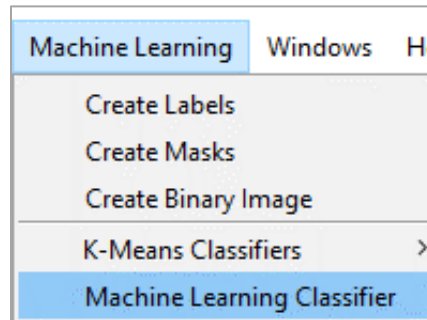 Machine Learning Windows H
Create Labels
Create Masks
Create Binary Image
K-Means Classifiers >
Machine Learning Classifier